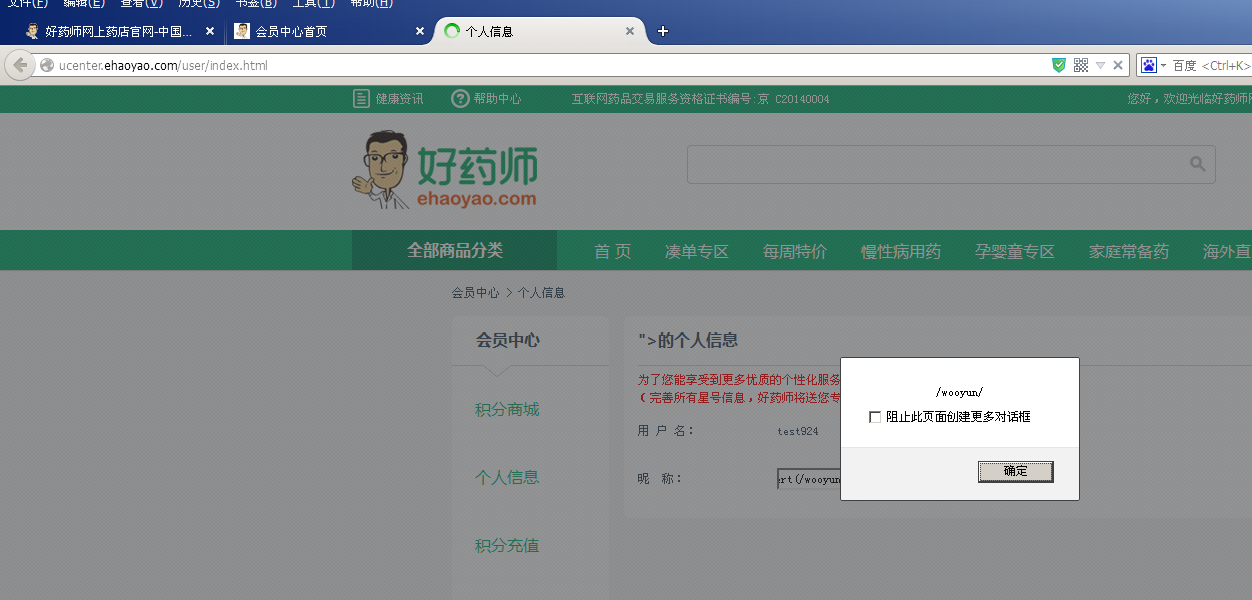 文件(F) 编辑(E) 查看(V) 历史(S) 书签(B) 工具(T) 帮助(H)
好药师网上药店官网-中国... 会员中心首页 个人信息
ucenter.ehaoyao.com/user/index.html 百度 <Ctrl+K>
健康资讯 帮助中心 互联网药品交易服务资格证书编号:京 C20140004 您好，欢迎光临好药师
好药师
ehaoyao.com
全部商品分类 首 页 凑单专区 每周特价 慢性病用药 孕婴童专区 家庭常备药 海外直
会员中心 > 个人信息
会员中心
">的个人信息
为了您能享受到更多优质的个性化服务
（完善所有星号信息，好药师将送您专
/wooyun/
阻止此页面创建更多对话框
积分商城
用 户 名： test924
确定
个人信息
昵 称： ert(/wooyun
积分充值